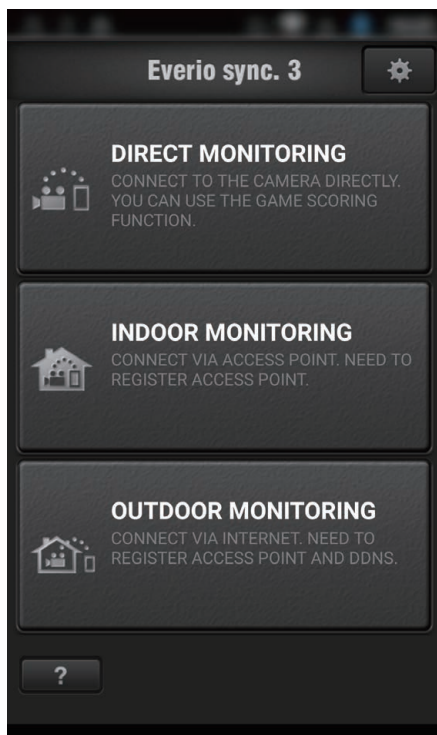 Everio sync. 3
DIRECT MONITORING
CONNECT TO THE CAMERA DIRECTLY.
YOU CAN USE THE GAME SCORING
FUNCTION.
INDOOR MONITORING
CONNECT VIA ACCESS POINT. NEED TO
REGISTER ACCESS POINT.
OUTDOOR MONITORING
CONNECT VIA INTERNET. NEED TO
REGISTER ACCESS POINT AND DDNS.
?